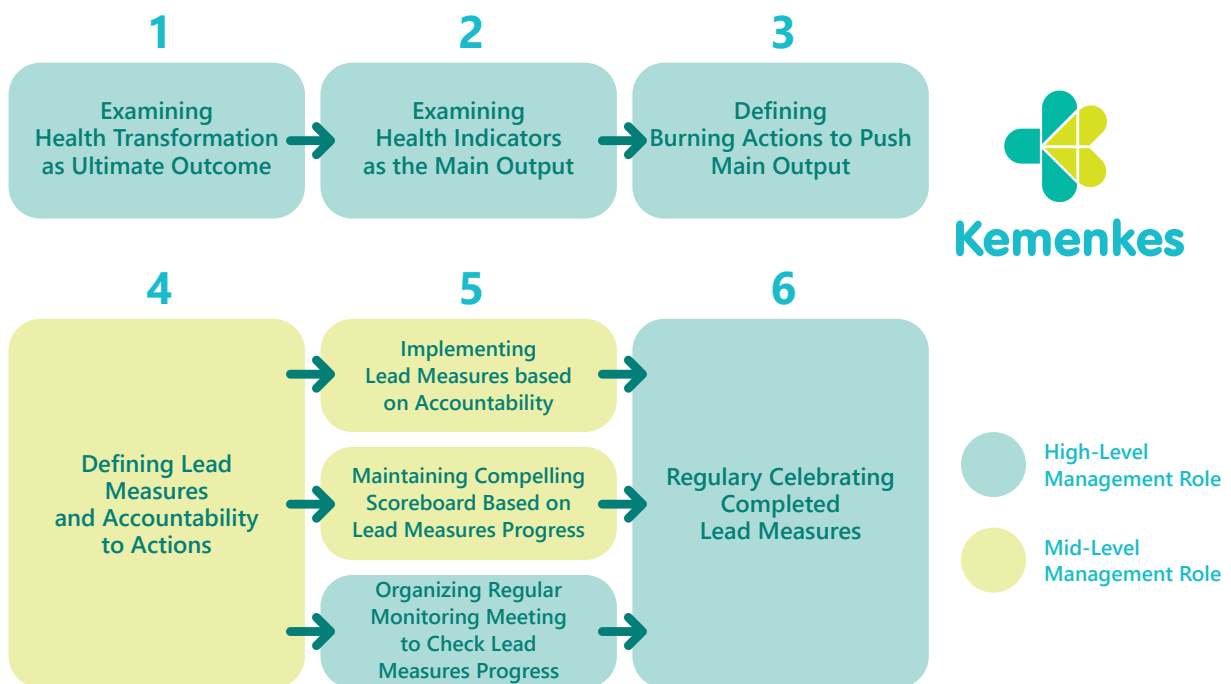 1
Examining
Health Transformation
as Ultimate Outcome
2
Examining
Health Indicators
as the Main Output
3
Defining
Burning Actions to Push
Main Output
Kemenkes
4
Defining Lead
Measures
and Accountability
to Actions
5
Implementing
Lead Measures based
on Accountability
Maintaining Compelling
Scoreboard Based on
Lead Measures Progress
Organizing Regular
Monitoring Meeting
to Check Lead
Measures Progress
6
Regulary Celebrating
Completed
Lead Measures
High-Level
Management Role
Mid-Level
Management Role